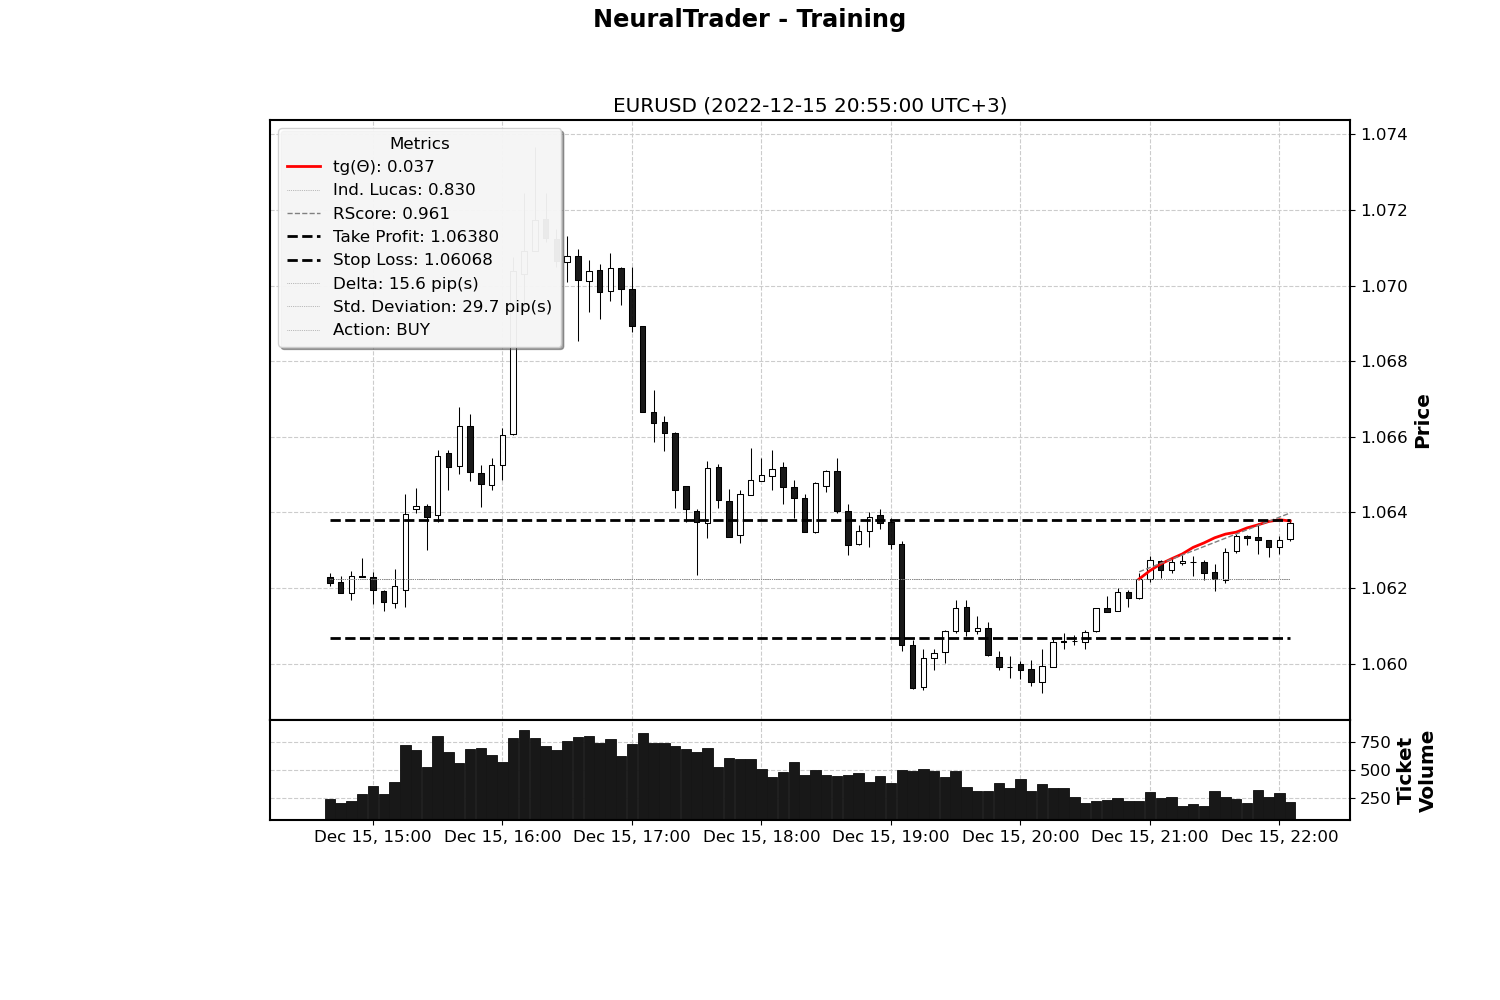 NeuralTrader - Training
EURUSD (2022-12-15 20:55:00 UTC+3)
Metrics
tg(Θ): 0.037
Ind. Lucas: 0.830
RScore: 0.961
Take Profit: 1.06380
Stop Loss: 1.06068
Delta: 15.6 pip(s)
Std. Deviation: 29.7 pip(s)
Action: BUY
1.074
1.072
1.070
1.068
1.066
1.064
1.062
1.060
Price
750
500
250
Ticket
Volume
Dec 15, 15:00
Dec 15, 16:00
Dec 15, 17:00
Dec 15, 18:00
Dec 15, 19:00
Dec 15, 20:00
Dec 15, 21:00
Dec 15, 22:00